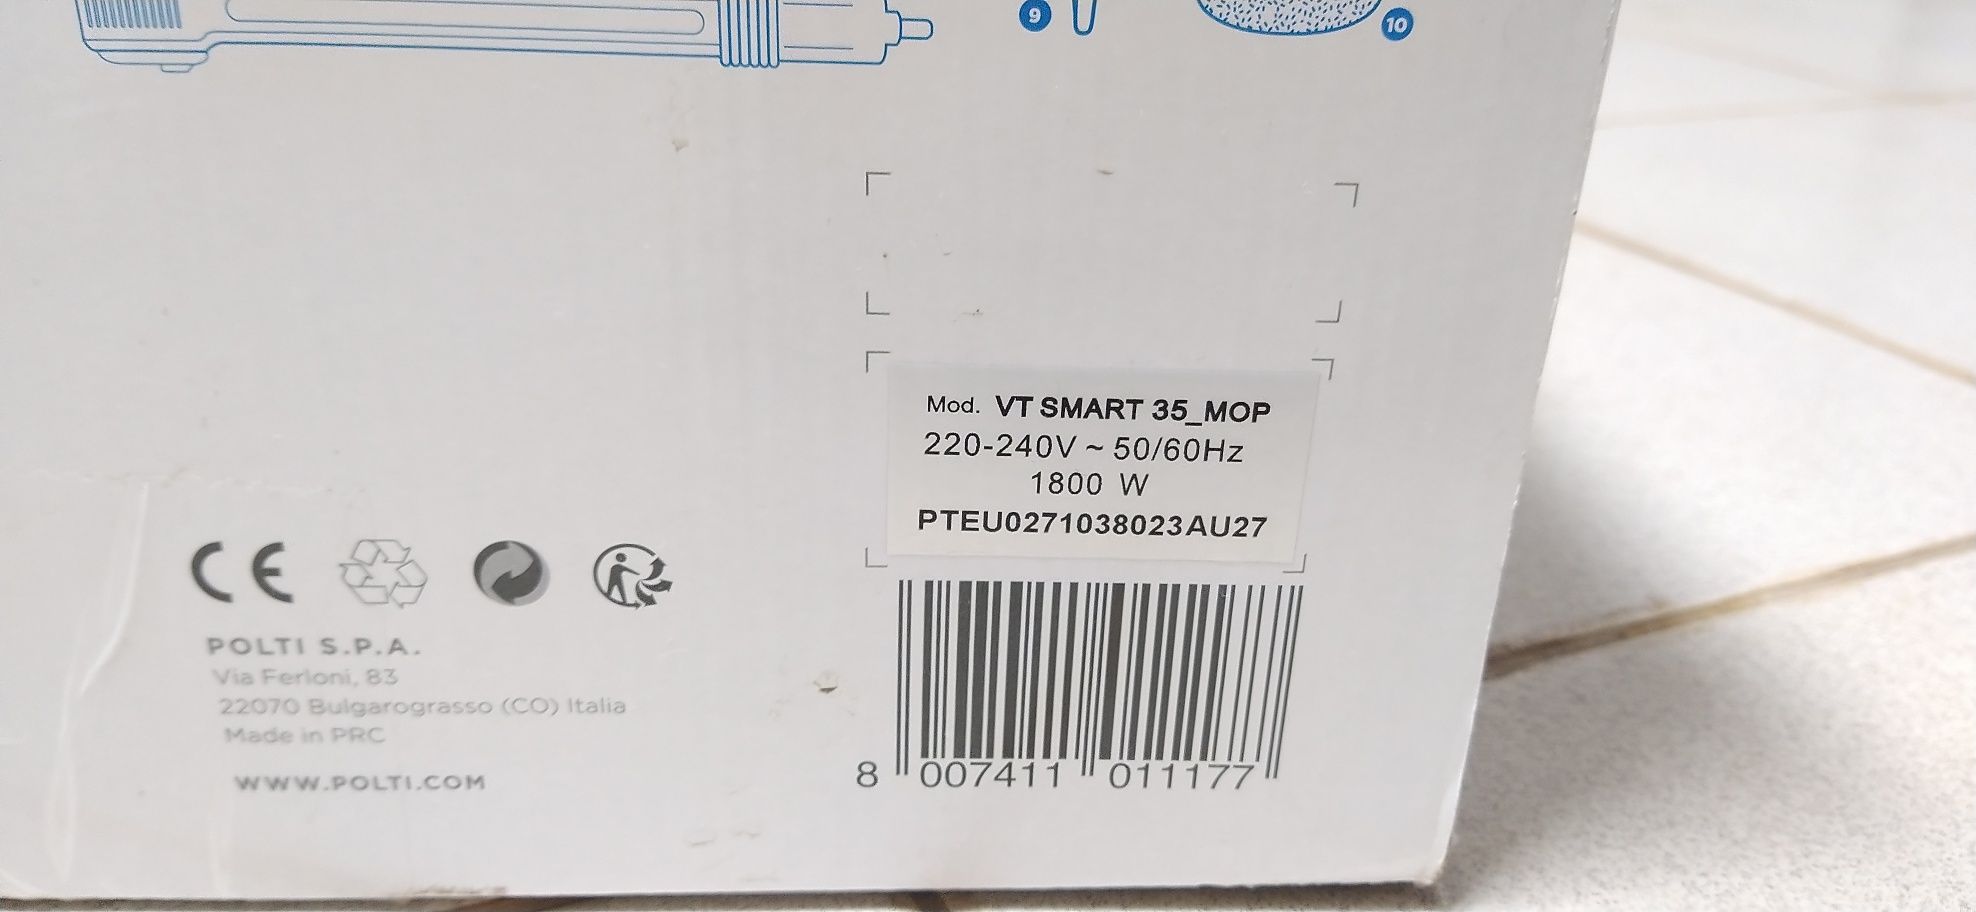 9
10
Mod. VT SMART 35_MOP
220-240V ~ 50/60Hz
1800 W
PTEU0271038023AU27
CE
POLTI S.P.A.
Via Ferloni, 83
22070 Bulgarograsso (CO) Italia
Made in PRC
WWW.POLTI.COM
8 007411 011177